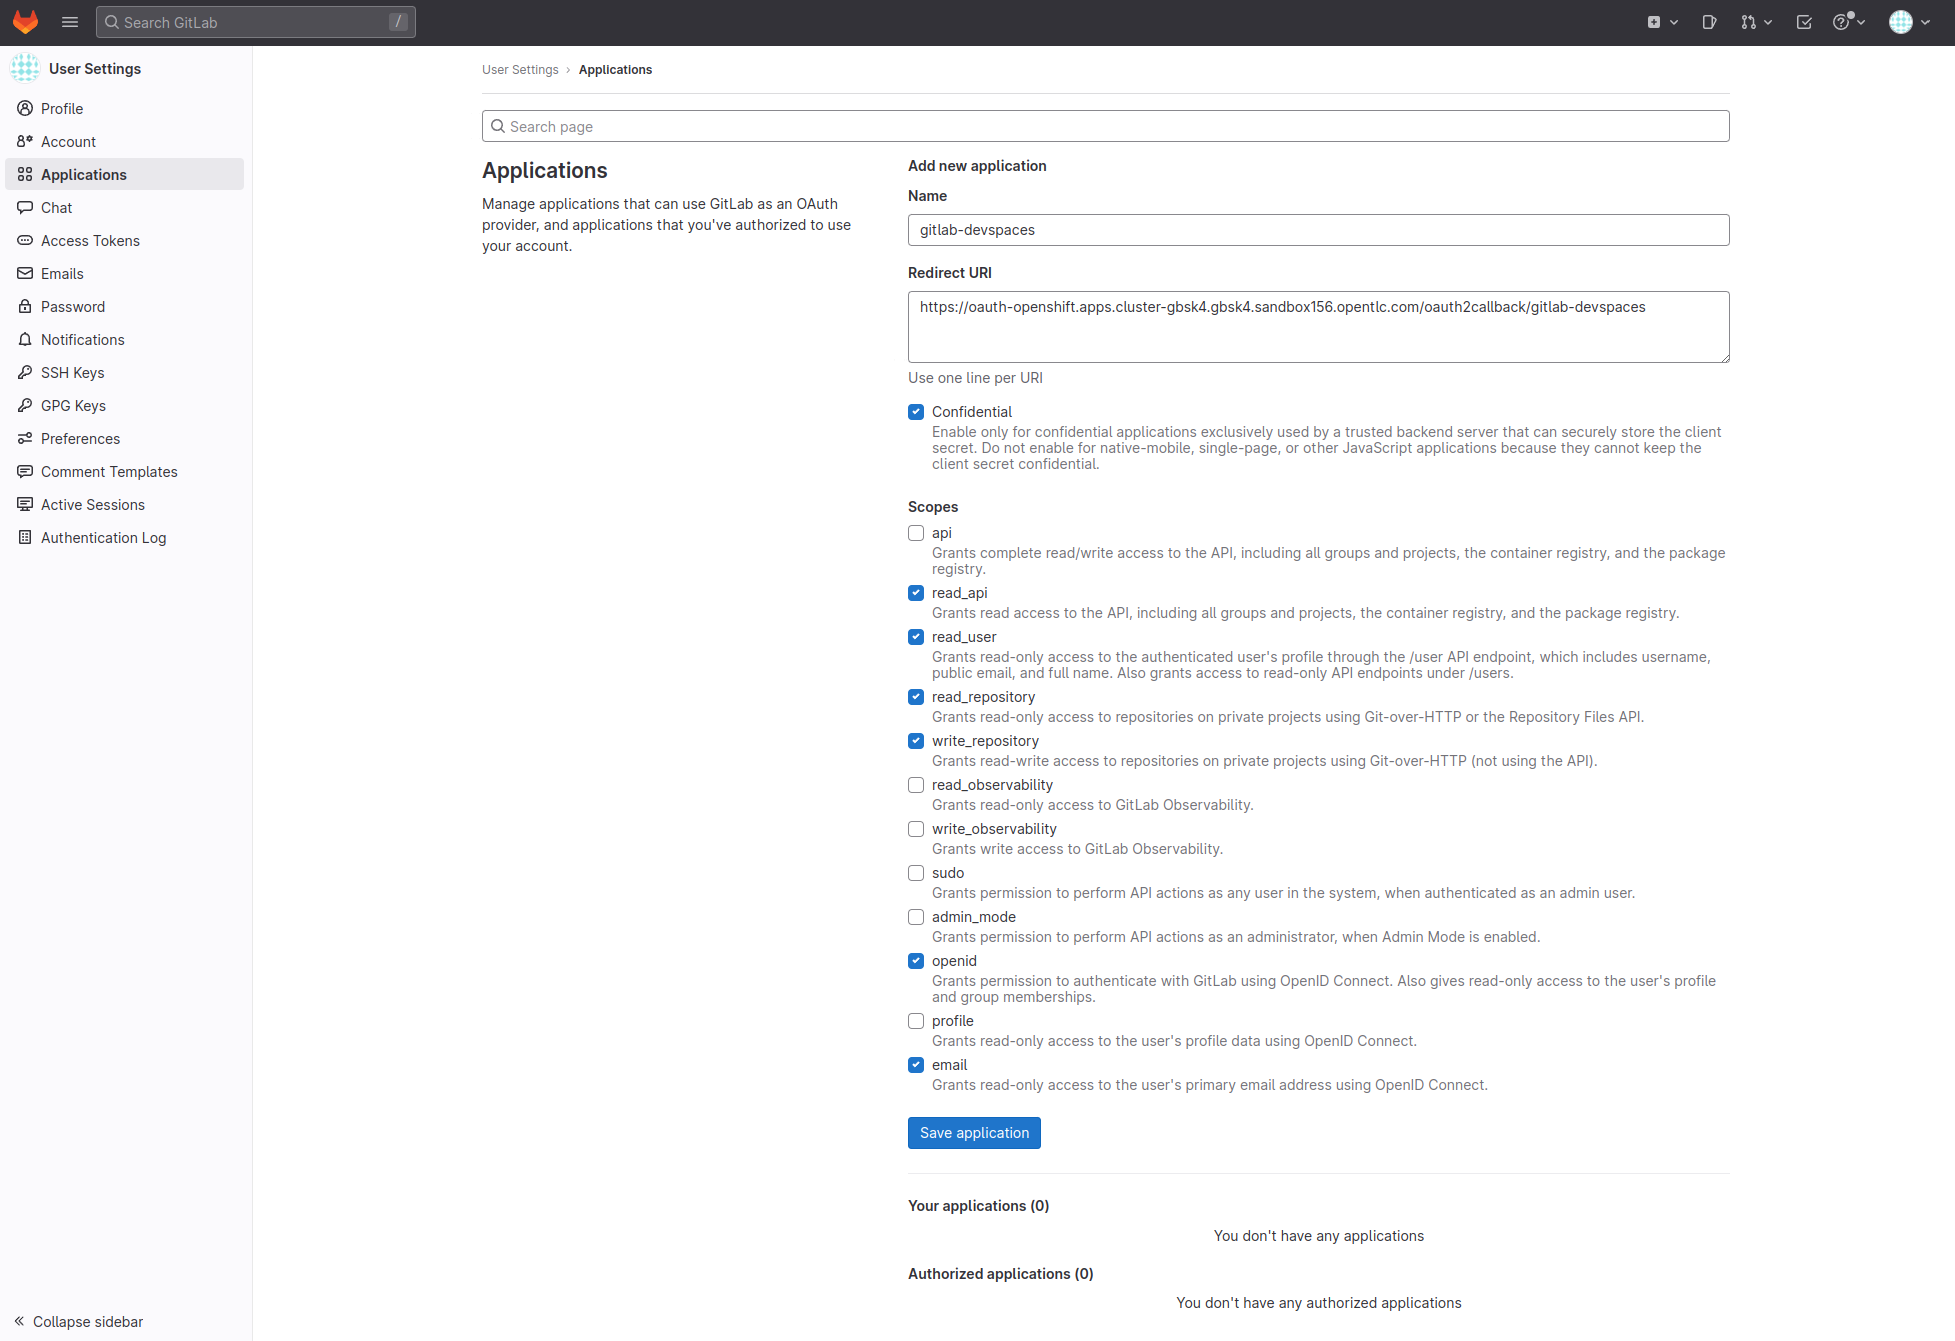 Search GitLab /
User Settings
Profile
Account
Applications
Chat
Access Tokens
Emails
Password
Notifications
SSH Keys
GPG Keys
Preferences
Comment Templates
Active Sessions
Authentication Log
Collapse sidebar
User Settings › Applications
Search page
Applications
Manage applications that can use GitLab as an OAuth
provider, and applications that you've authorized to use
your account.
Add new application
Name
gitlab-devspaces
Redirect URI
https://oauth-openshift.apps.cluster-gbsk4.gbsk4.sandbox156.opentlc.com/oauth2callback/gitlab-devspaces
Use one line per URI
Confidential
Enable only for confidential applications exclusively used by a trusted backend server that can securely store the client
secret. Do not enable for native-mobile, single-page, or other JavaScript applications because they cannot keep the
client secret confidential.
Scopes
api
Grants complete read/write access to the API, including all groups and projects, the container registry, and the package
registry.
read_api
Grants read access to the API, including all groups and projects, the container registry, and the package registry.
read_user
Grants read-only access to the authenticated user's profile through the /user API endpoint, which includes username,
public email, and full name. Also grants access to read-only API endpoints under /users.
read_repository
Grants read-only access to repositories on private projects using Git-over-HTTP or the Repository Files API.
write_repository
Grants read-write access to repositories on private projects using Git-over-HTTP (not using the API).
read_observability
Grants read-only access to GitLab Observability.
write_observability
Grants write access to GitLab Observability.
sudo
Grants permission to perform API actions as any user in the system, when authenticated as an admin user.
admin_mode
Grants permission to perform API actions as an administrator, when Admin Mode is enabled.
openid
Grants permission to authenticate with GitLab using OpenID Connect. Also gives read-only access to the user's profile
and group memberships.
profile
Grants read-only access to the user's profile data using OpenID Connect.
email
Grants read-only access to the user's primary email address using OpenID Connect.
Save application
Your applications (0)
You don't have any applications
Authorized applications (0)
You don't have any authorized applications